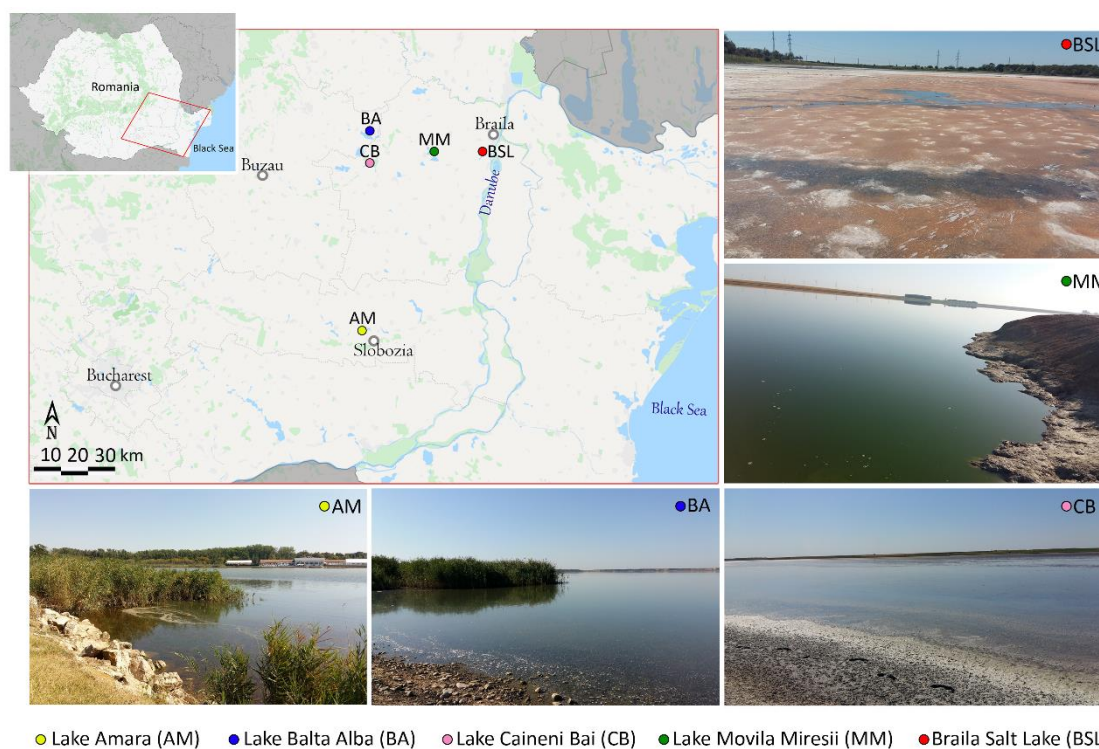 Romania
Black Sea
BA
CB
MM
Braila
BSL
Buzau
Danube
AM
Slobozia
Bucharest
Black Sea
N
10 20 30 km
BSL
MM
AM
BA
CB
Lake Amara (AM) Lake Balta Alba (BA) Lake Caineni Bai (CB) Lake Movila Miresii (MM) Braila Salt Lake (BSL